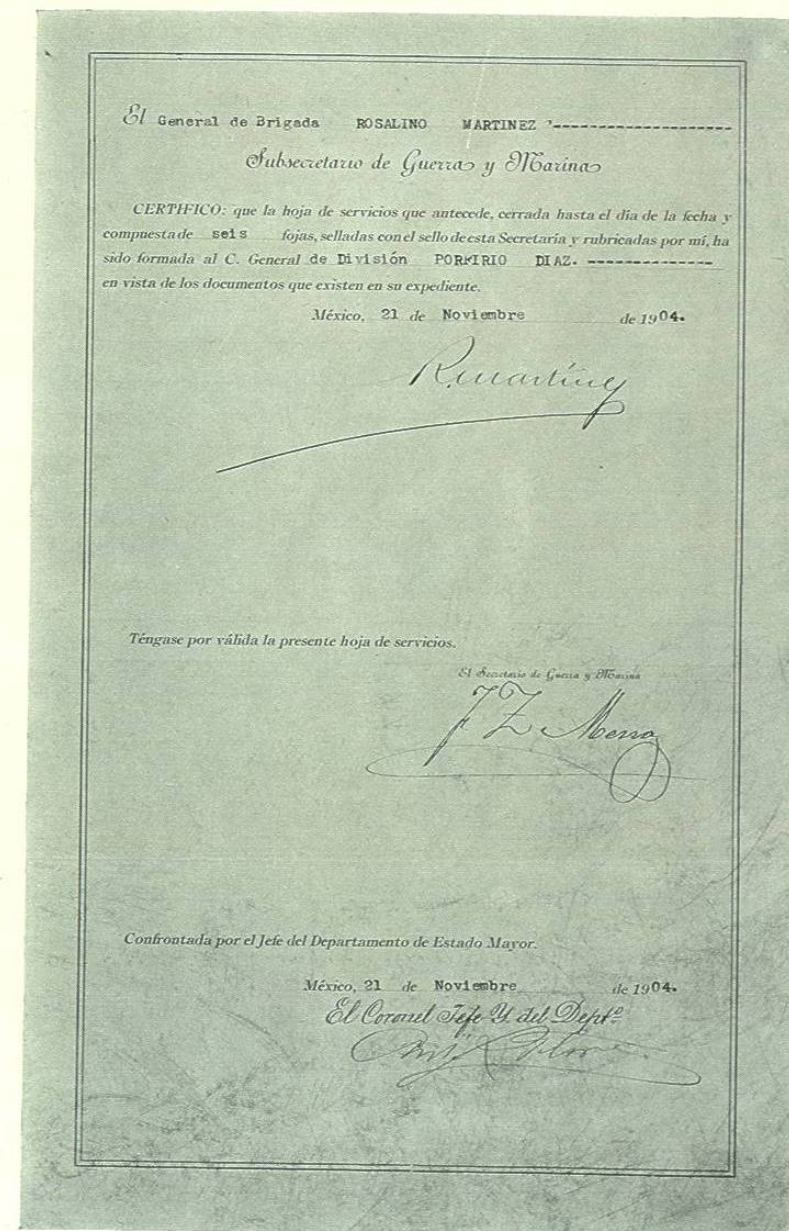 El General de Brigada ROSALINO MARTINEZ '--------------------
Subsecretario de Guerra y Marina
CERTIFICO: que la hoja de servicios que antecede, cerrada hasta el día de la fecha y
compuesta de seis fojas, selladas con el sello de esta Secretaría y rubricadas por mí, ha
sido formada al C. General de División PORFIRIO DIAZ. --------------
en vista de los documentos que existen en su expediente.
México, 21 de Noviembre de 1904.
R. Martínez
Téngase por válida la presente hoja de servicios.
El Secretario de Guerra y Marina
F Z Mena
Confrontada por el Jefe del Departamento de Estado Mayor.
México, 21 de Noviembre de 1904.
El Coronel Jefe Y. del Deptº